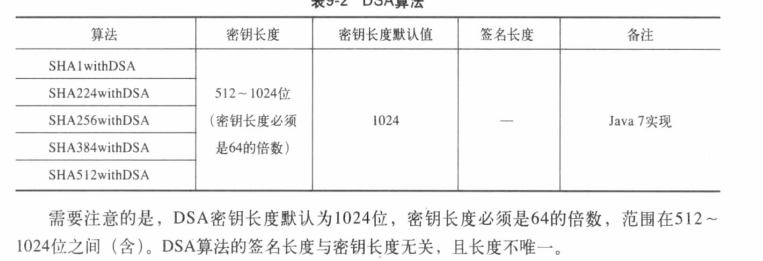 表9-2 DSA算法
算法 密钥长度 密钥长度默认值 签名长度 备注
SHA1withDSA
SHA224withDSA 512～1024位
SHA256withDSA （密钥长度必须 1024 — Java 7实现
SHA384withDSA 是64的倍数）
SHA512withDSA
需要注意的是，DSA密钥长度默认为1024位，密钥长度必须是64的倍数，范围在512～
1024位之间（含）。DSA算法的签名长度与密钥长度无关，且长度不唯一。